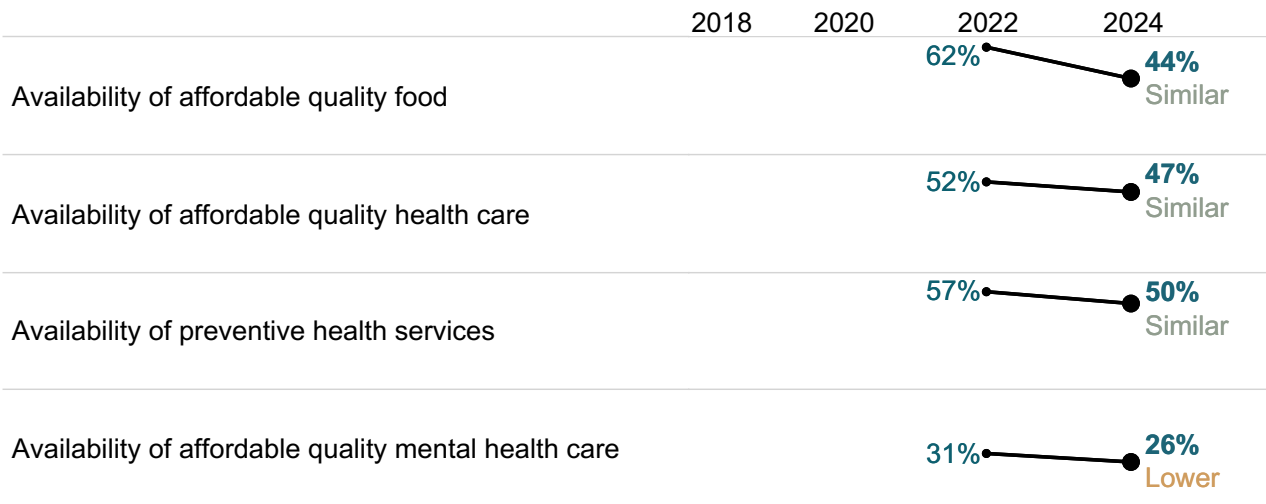 2018 2020 2022 2024
Availability of affordable quality food 62% 44%
Similar
Availability of affordable quality health care 52% 47%
Similar
Availability of preventive health services 57% 50%
Similar
Availability of affordable quality mental health care 31% 26%
Lower